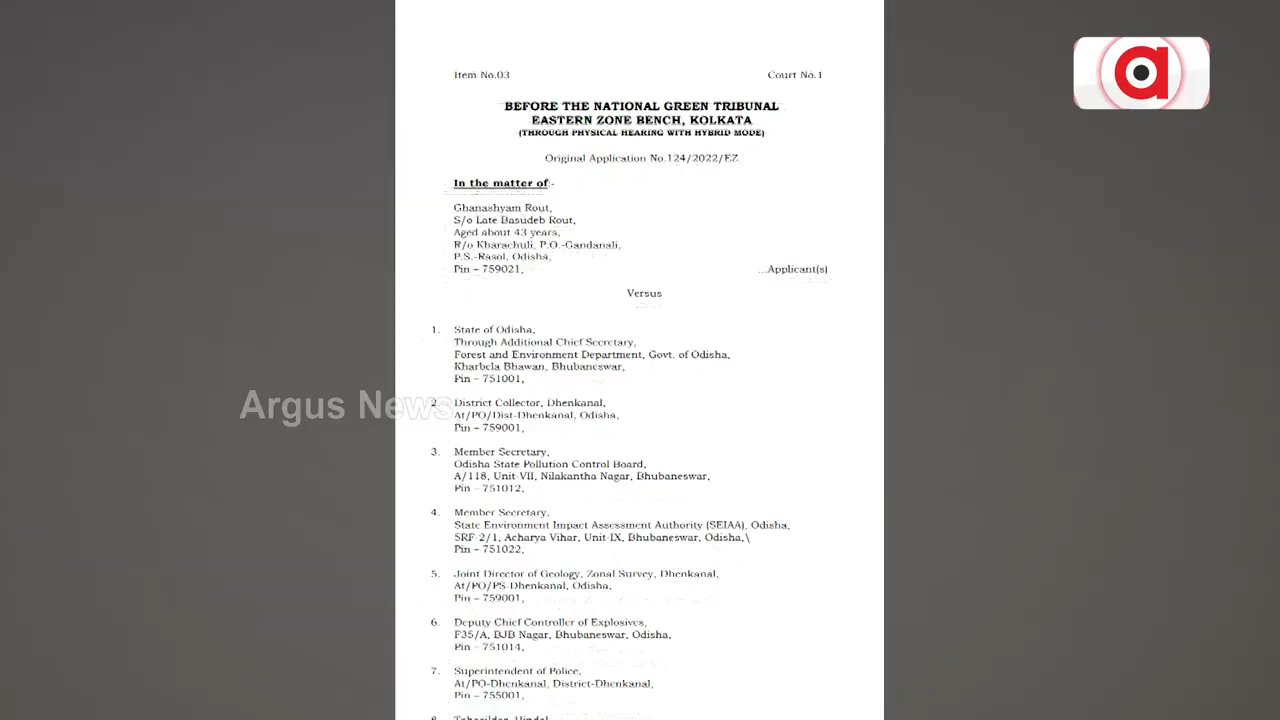 Item No.03
Court No.1
BEFORE THE NATIONAL GREEN TRIBUNAL
EASTERN ZONE BENCH, KOLKATA
(THROUGH PHYSICAL HEARING WITH HYBRID MODE)
Original Application No.124/2022/EZ
In the matter of:-
Ghanashyam Rout,
S/o Late Basudeb Rout,
Aged about 43 years,
R/o Kharachuli, P.O.-Gandanali,
P.S.-Rasol, Odisha,
Pin – 759021,
...Applicant(s)
Versus
1. State of Odisha,
Through Additional Chief Secretary,
Forest and Environment Department, Govt. of Odisha,
Kharbela Bhawan, Bhubaneswar,
Pin – 751001,
Argus News
2. District Collector, Dhenkanal,
At/PO/Dist-Dhenkanal, Odisha,
Pin – 759001,
3. Member Secretary,
Odisha State Pollution Control Board,
A/118, Unit-VII, Nilakantha Nagar, Bhubaneswar,
Pin – 751012,
4. Member Secretary,
State Environment Impact Assessment Authority (SEIAA), Odisha,
5RF-2/1, Acharya Vihar, Unit-IX, Bhubaneswar, Odisha,\
Pin – 751022,
5. Joint Director of Geology, Zonal Survey, Dhenkanal,
At/PO/PS-Dhenkanal, Odisha,
Pin – 759001,
6. Deputy Chief Controller of Explosives,
F35/A, BJB Nagar, Bhubaneswar, Odisha,
Pin – 751014,
7. Superintendent of Police,
At/PO-Dhenkanal, District-Dhenkanal,
Pin – 755001,
8. Tahasildar, Hindol